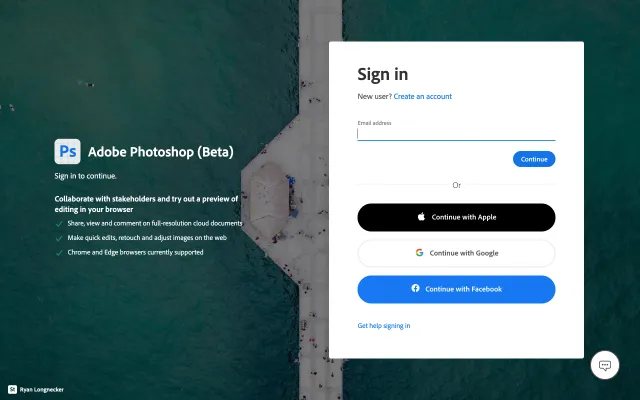 Ps Adobe Photoshop (Beta)
Sign in to continue.
Collaborate with stakeholders and try out a preview of
editing in your browser
Share, view and comment on full-resolution cloud documents
Make quick edits, retouch and adjust images on the web
Chrome and Edge browsers currently supported
Sign in
New user? Create an account
Email address
Continue
Or
Continue with Apple
Continue with Google
Continue with Facebook
Get help signing in
St Ryan Longnecker